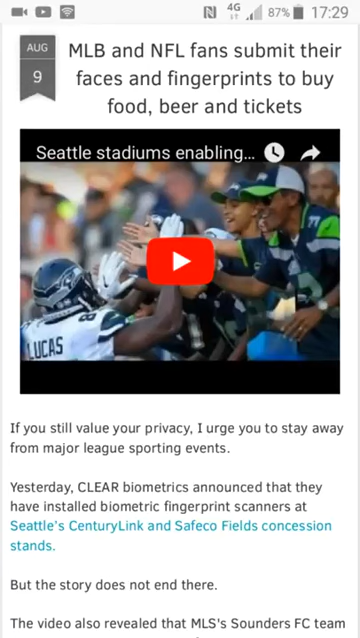 4G 87% 17:29
AUG
9
MLB and NFL fans submit their
faces and fingerprints to buy
food, beer and tickets
Seattle stadiums enabling...
LUCAS
If you still value your privacy, I urge you to stay away
from major league sporting events.
Yesterday, CLEAR biometrics announced that they
have installed biometric fingerprint scanners at
Seattle's CenturyLink and Safeco Fields concession
stands.
But the story does not end there.
The video also revealed that MLS's Sounders FC team